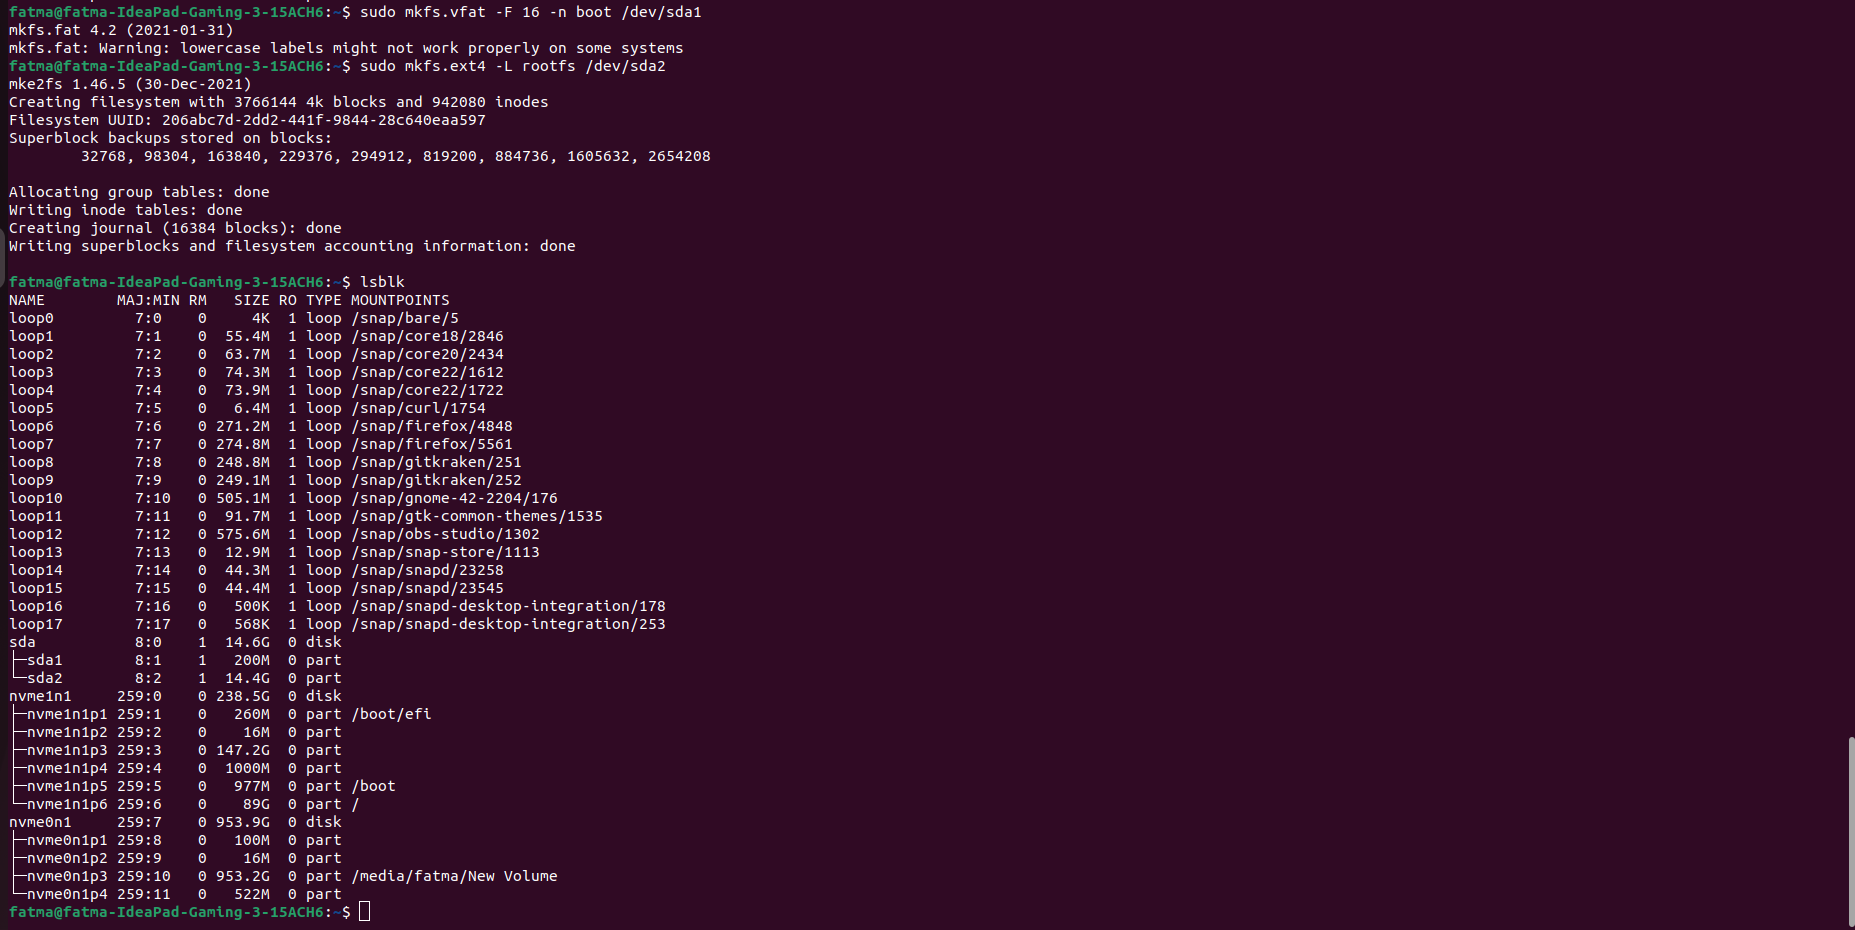 fatma@fatma-IdeaPad-Gaming-3-15ACH6:~$ sudo mkfs.vfat -F 16 -n boot /dev/sda1
mkfs.fat 4.2 (2021-01-31)
mkfs.fat: Warning: lowercase labels might not work properly on some systems
fatma@fatma-IdeaPad-Gaming-3-15ACH6:~$ sudo mkfs.ext4 -L rootfs /dev/sda2
mke2fs 1.46.5 (30-Dec-2021)
Creating filesystem with 3766144 4k blocks and 942080 inodes
Filesystem UUID: 206abc7d-2dd2-441f-9844-28c640eaa597
Superblock backups stored on blocks:
        32768, 98304, 163840, 229376, 294912, 819200, 884736, 1605632, 2654208

Allocating group tables: done
Writing inode tables: done
Creating journal (16384 blocks): done
Writing superblocks and filesystem accounting information: done

fatma@fatma-IdeaPad-Gaming-3-15ACH6:~$ lsblk
NAME        MAJ:MIN RM   SIZE RO TYPE MOUNTPOINTS
loop0         7:0    0     4K  1 loop /snap/bare/5
loop1         7:1    0  55.4M  1 loop /snap/core18/2846
loop2         7:2    0  63.7M  1 loop /snap/core20/2434
loop3         7:3    0  74.3M  1 loop /snap/core22/1612
loop4         7:4    0  73.9M  1 loop /snap/core22/1722
loop5         7:5    0   6.4M  1 loop /snap/curl/1754
loop6         7:6    0 271.2M  1 loop /snap/firefox/4848
loop7         7:7    0 274.8M  1 loop /snap/firefox/5561
loop8         7:8    0 248.8M  1 loop /snap/gitkraken/251
loop9         7:9    0 249.1M  1 loop /snap/gitkraken/252
loop10        7:10   0 505.1M  1 loop /snap/gnome-42-2204/176
loop11        7:11   0  91.7M  1 loop /snap/gtk-common-themes/1535
loop12        7:12   0 575.6M  1 loop /snap/obs-studio/1302
loop13        7:13   0  12.9M  1 loop /snap/snap-store/1113
loop14        7:14   0  44.3M  1 loop /snap/snapd/23258
loop15        7:15   0  44.4M  1 loop /snap/snapd/23545
loop16        7:16   0   500K  1 loop /snap/snapd-desktop-integration/178
loop17        7:17   0   568K  1 loop /snap/snapd-desktop-integration/253
sda           8:0    1  14.6G  0 disk
├─sda1        8:1    1   200M  0 part
└─sda2        8:2    1  14.4G  0 part
nvme1n1     259:0    0 238.5G  0 disk
├─nvme1n1p1 259:1    0   260M  0 part /boot/efi
├─nvme1n1p2 259:2    0    16M  0 part
├─nvme1n1p3 259:3    0 147.2G  0 part
├─nvme1n1p4 259:4    0  1000M  0 part
├─nvme1n1p5 259:5    0   977M  0 part /boot
└─nvme1n1p6 259:6    0    89G  0 part /
nvme0n1     259:7    0 953.9G  0 disk
├─nvme0n1p1 259:8    0   100M  0 part
├─nvme0n1p2 259:9    0    16M  0 part
├─nvme0n1p3 259:10   0 953.2G  0 part /media/fatma/New Volume
└─nvme0n1p4 259:11   0   522M  0 part
fatma@fatma-IdeaPad-Gaming-3-15ACH6:~$